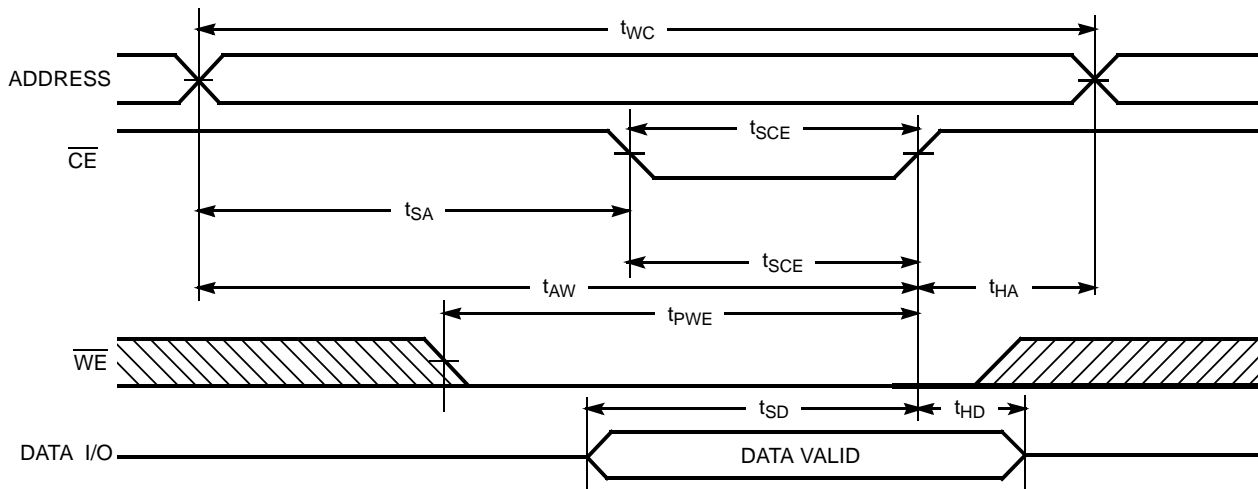 tWC
ADDRESS
tSCE
CE
tSA
tSCE
tAW
tHA
tPWE
WE
tSD
tHD
DATA I/O
DATA VALID